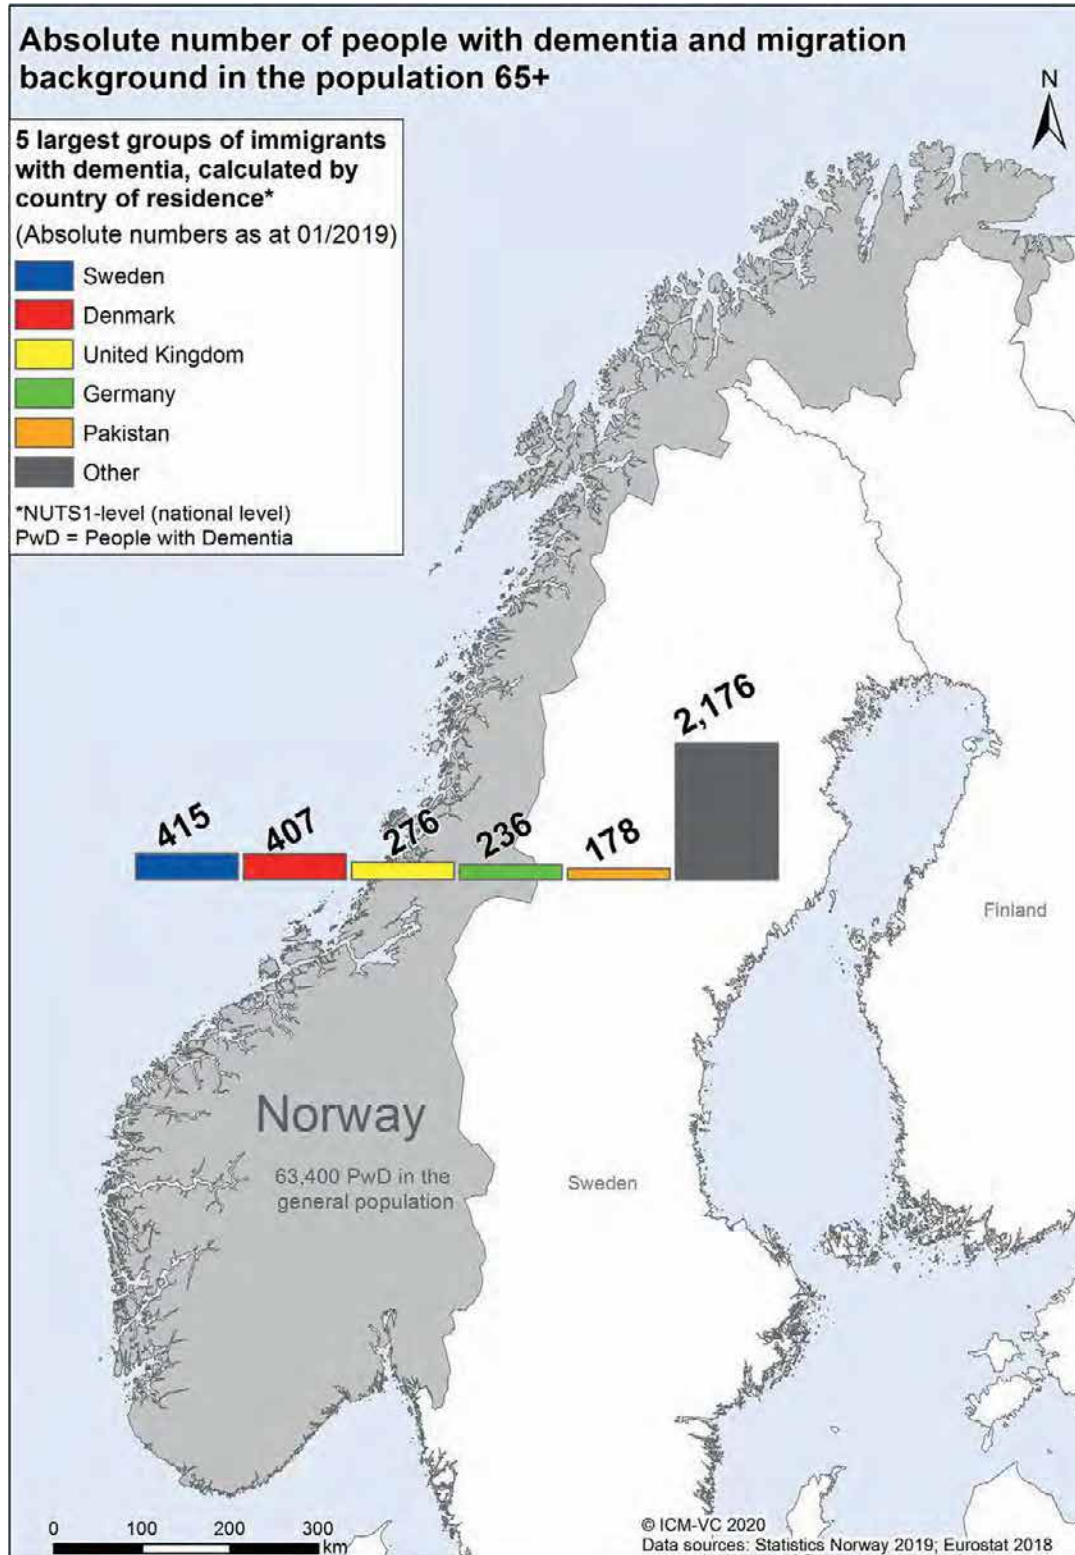 Absolute number of people with dementia and migration
background in the population 65+
N
5 largest groups of immigrants
with dementia, calculated by
country of residence*
(Absolute numbers as at 01/2019)
Sweden
Denmark
United Kingdom
Germany
Pakistan
Other
*NUTS1-level (national level)
PwD = People with Dementia
2,176
415
407
276
236
178
Finland
Norway
63,400 PwD in the
general population
Sweden
0 100 200 300
km
© ICM-VC 2020
Data sources: Statistics Norway 2019; Eurostat 2018